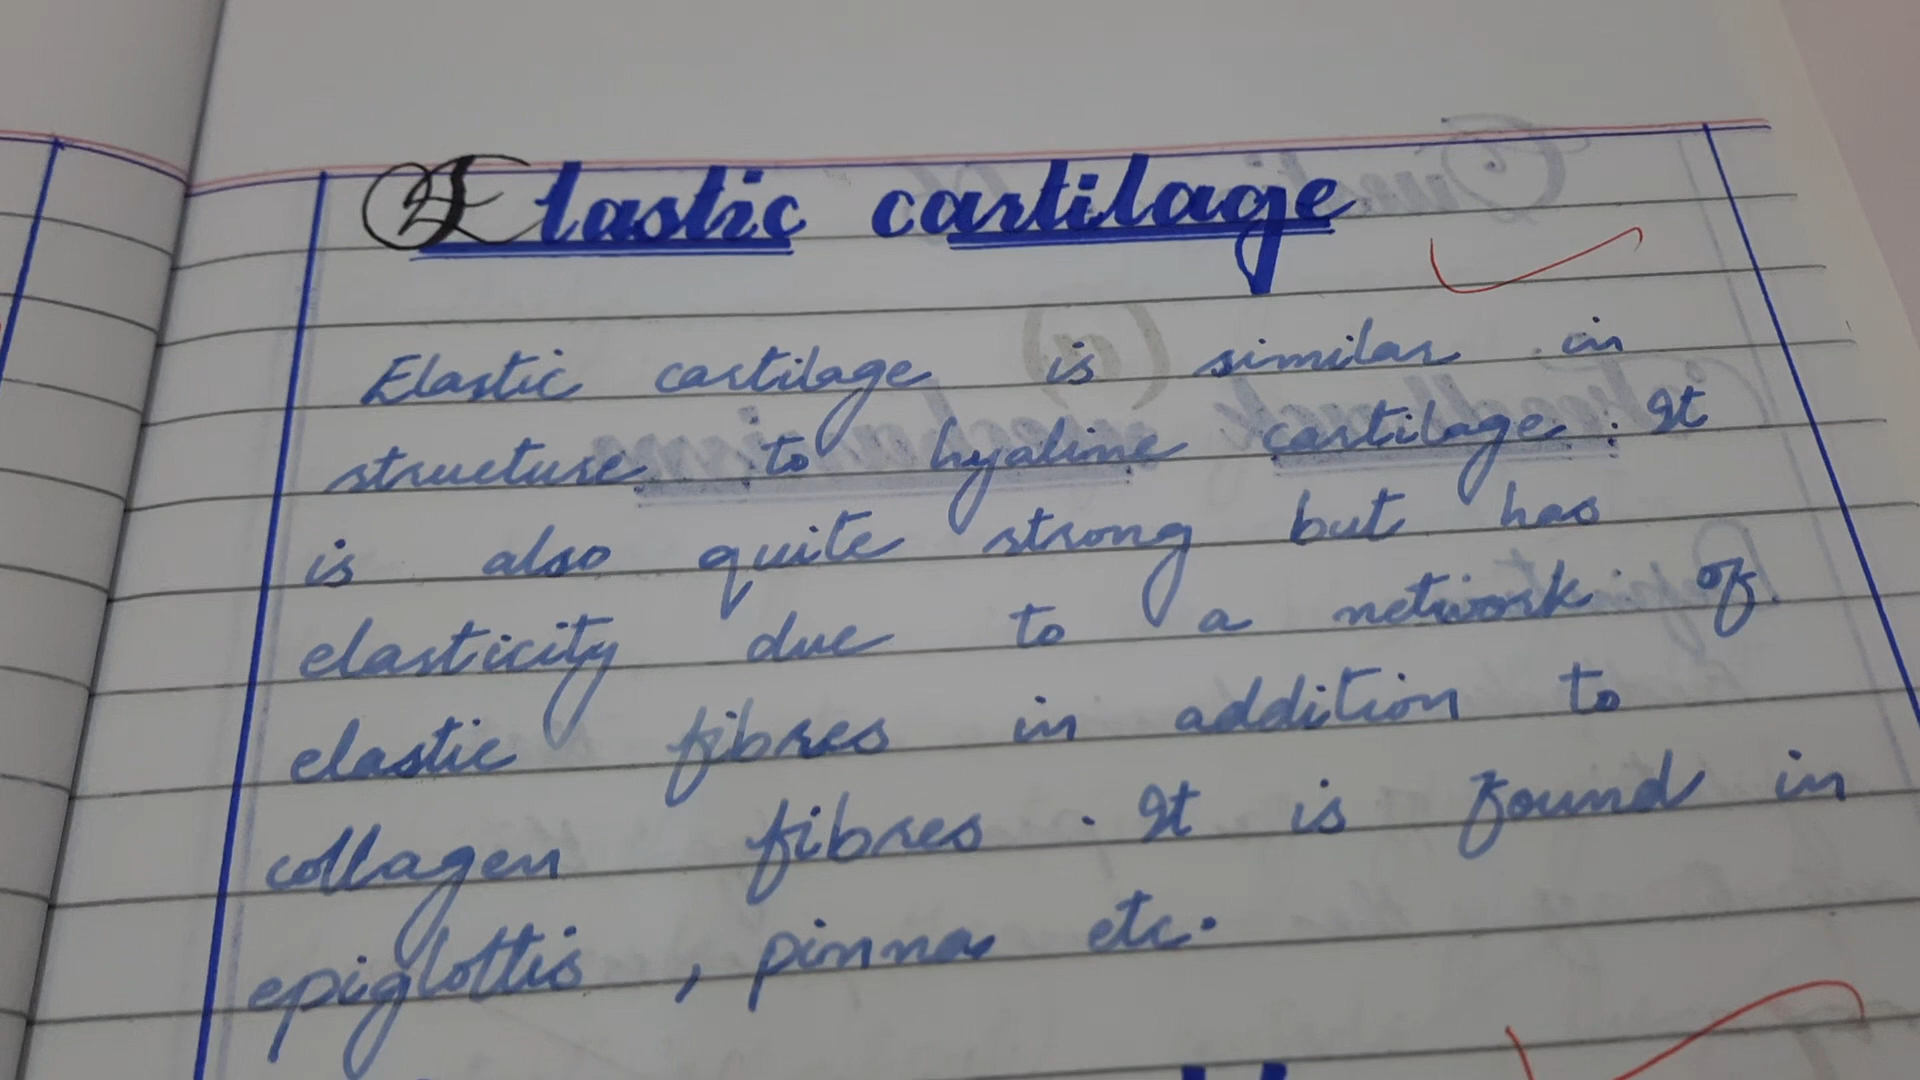 ② Elastic cartilage
Elastic cartilage is similar in
structure to hyaline cartilage. It
is also quite strong but has
elasticity due to a network of
elastic fibres in addition to
collagen fibres. It is found in
epiglottis, pinna etc.